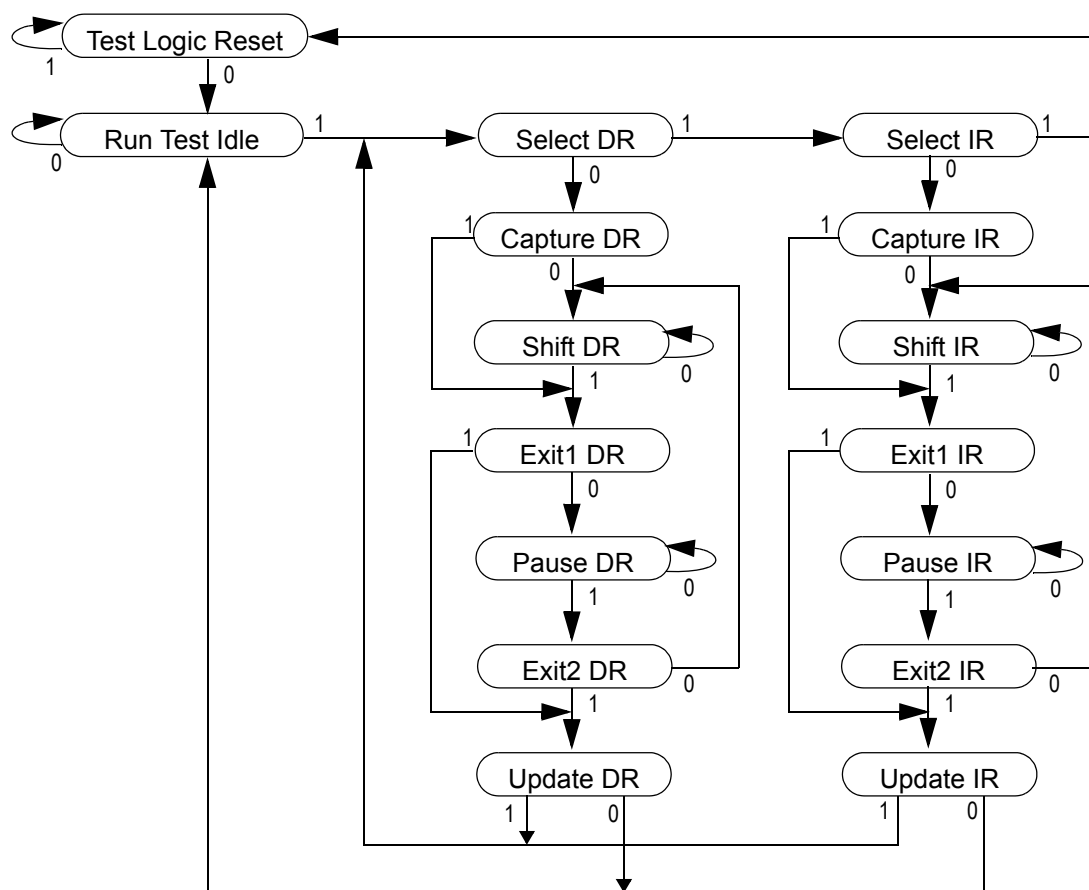 Test Logic Reset
1
0
Run Test Idle
1
0
Select DR
1
0
Select IR
1
0
Capture DR
1
0
Capture IR
1
0
Shift DR
0
1
Shift IR
0
1
Exit1 DR
1
0
Exit1 IR
1
0
Pause DR
0
1
Pause IR
0
1
Exit2 DR
0
1
Exit2 IR
0
1
Update DR
1
0
Update IR
1
0